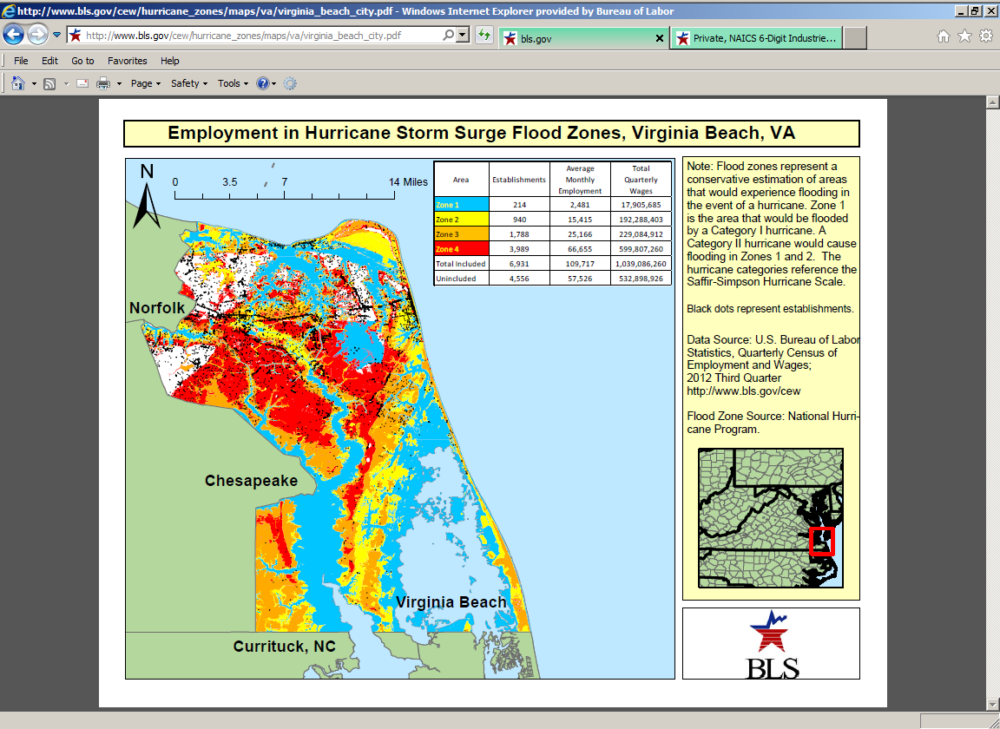 http://www.bls.gov/cew/hurricane_zones/maps/va/virginia_beach_city.pdf - Windows Internet Explorer provided by Bureau of Labor
http://www.bls.gov/cew/hurricane_zones/maps/va/virginia_beach_city.pdf
bls.gov
Private, NAICS 6-Digit Industrie...
File Edit Go to Favorites Help
Page Safety Tools
Employment in Hurricane Storm Surge Flood Zones, Virginia Beach, VA
N
0 3.5 7 14 Miles
Area Establishments Average Monthly Employment Total Quarterly Wages
Zone 1 214 2,481 17,905,685
Zone 2 940 15,415 192,288,403
Zone 3 1,788 25,166 229,084,912
Zone 4 3,989 66,655 599,807,260
Total Included 6,931 109,717 1,039,086,260
Unincluded 4,556 57,526 532,898,926
Norfolk
Chesapeake
Virginia Beach
Currituck, NC
Note: Flood zones represent a
conservative estimation of areas
that would experience flooding in
the event of a hurricane. Zone 1
is the area that would be flooded
by a Category I hurricane. A
Category II hurricane would cause
flooding in Zones 1 and 2. The
hurricane categories reference the
Saffir-Simpson Hurricane Scale.
Black dots represent establishments.
Data Source: U.S. Bureau of Labor
Statistics, Quarterly Census of
Employment and Wages;
2012 Third Quarter
http://www.bls.gov/cew
Flood Zone Source: National Hurri-
cane Program.
BLS